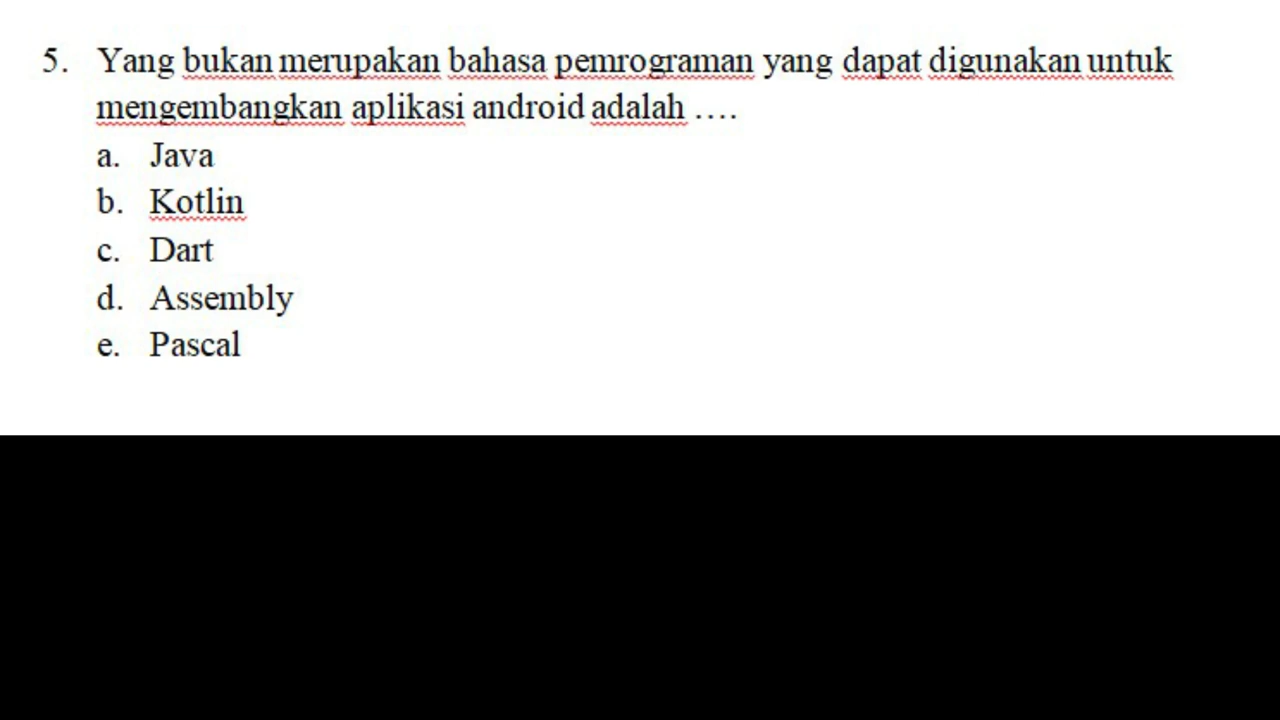 5. Yang bukan merupakan bahasa pemrograman yang dapat digunakan untuk
mengembangkan aplikasi android adalah ….
a. Java
b. Kotlin
c. Dart
d. Assembly
e. Pascal